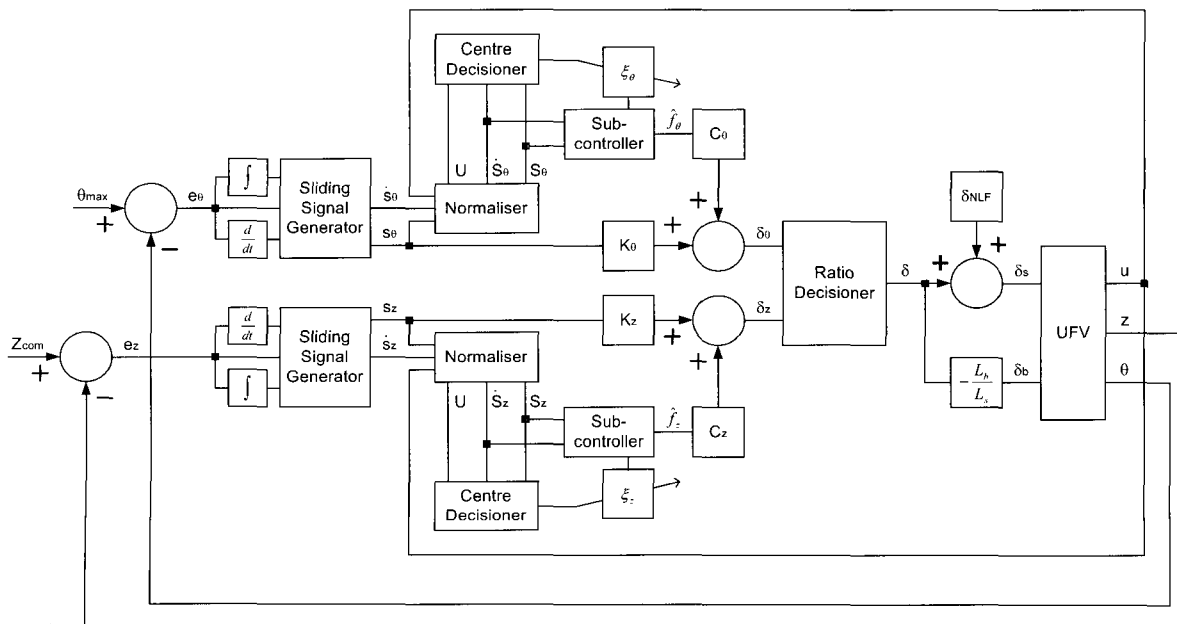 Centre
Decisioner
ξθ
Sub-
controller
f̂θ
Cθ
U
Ṡθ
Sθ
∫
Sliding
Signal
Generator
d
dt
θmax
+
−
eθ
ṡθ
sθ
Normaliser
+
+
Kθ
δθ
δNLF
Ratio
Decisioner
δ
+
+
δs
UFV
u
z
θ
Zcom
+
−
ez
d
dt
∫
Sliding
Signal
Generator
sz
ṡz
Normaliser
Kz
+
+
δz
−
Lb
Ls
δb
U
Ṡz
Sz
Sub-
controller
f̂z
Cz
Centre
Decisioner
ξz